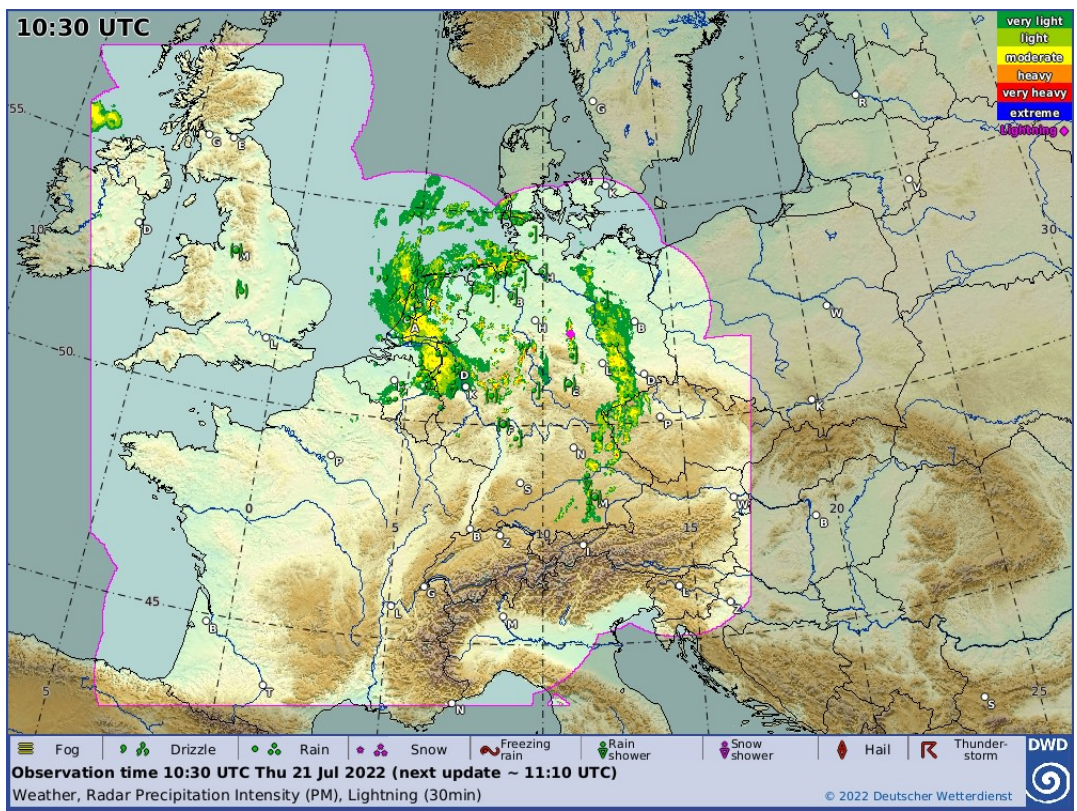 10:30 UTC
very light
light
moderate
heavy
very heavy
extreme
Lightning
G
R
55.
G E
V
K
D
10.
30
M
H
B
W
A
H
B
L
50.
L
D
D
K
E
K
P
F
P
N
S
0
M
W
20
B
5
15
B
Z
10
I
G
L
L
Z
45
B
M
T
5
N
S
25
Fog Drizzle Rain Snow Freezing rain Rain shower Snow shower Hail Thunder-storm DWD
Observation time 10:30 UTC Thu 21 Jul 2022 (next update ~ 11:10 UTC)
Weather, Radar Precipitation Intensity (PM), Lightning (30min) © 2022 Deutscher Wetterdienst